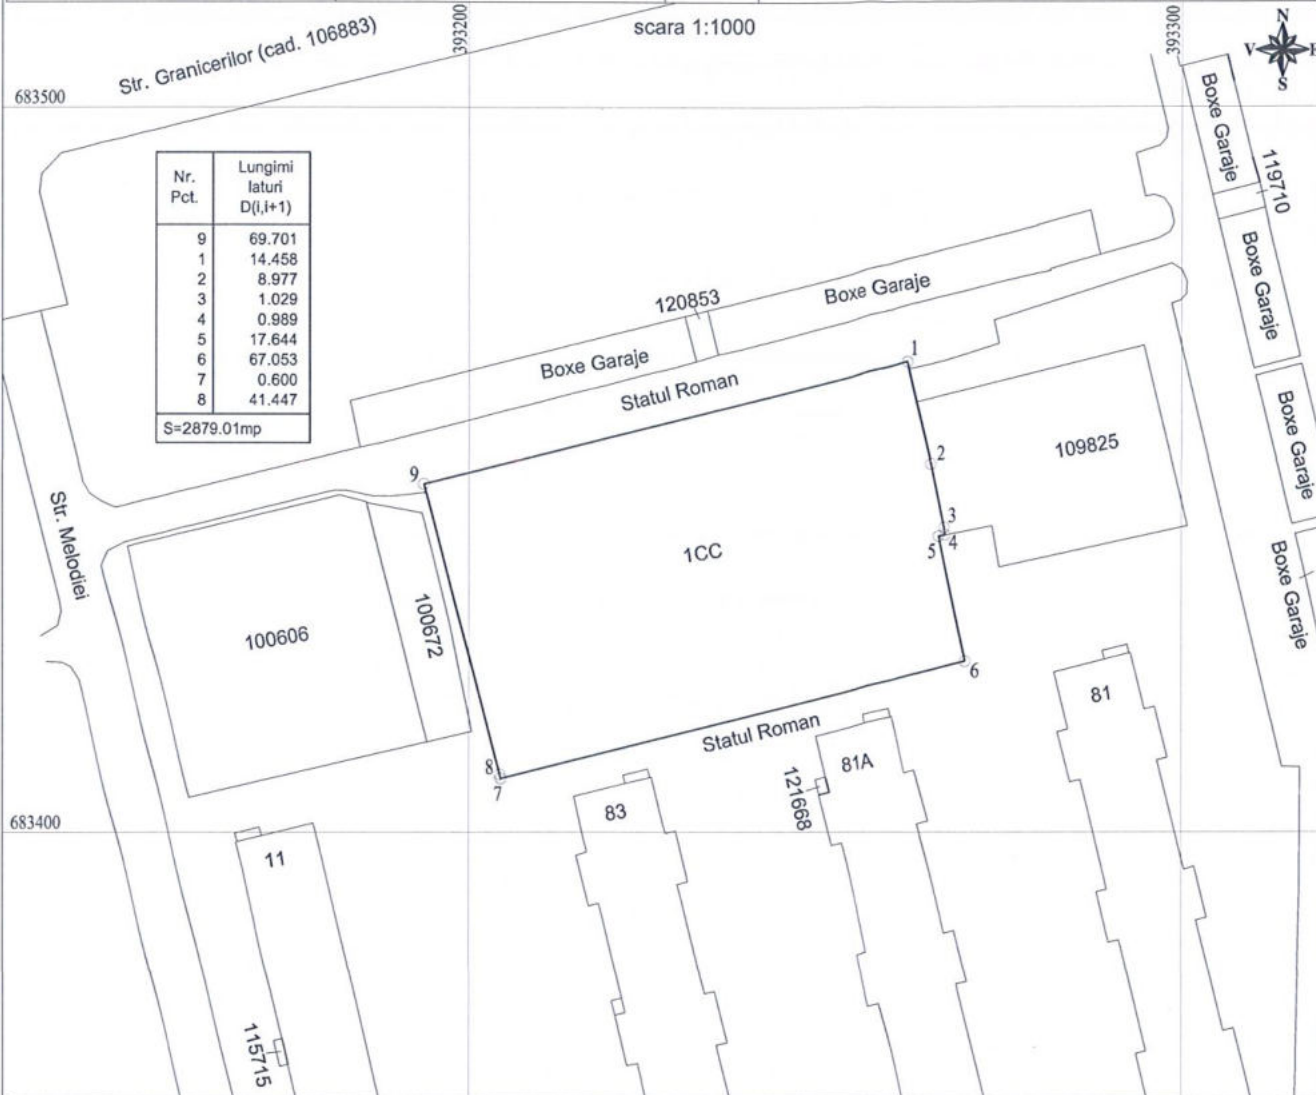 393200
scara 1:1000
393300
N
V
S
Str. Granicerilor (cad. 106883)
683500
Boxe Garaje
119710
Nr. Pct.
Lungimi
laturi
D(i,i+1)
9 69.701
1 14.458
2 8.977
3 1.029
4 0.989
5 17.644
6 67.053
7 0.600
8 41.447
S=2879.01mp
Boxe Garaje
120853
Boxe Garaje
Boxe Garaje
1
Statul Roman
Boxe Garaje
109825
2
9
Str. Melodiei
3
4
5
1CC
Boxe Garaje
100606
100672
6
81
Statul Roman
8
7
81A
121668
83
683400
11
115715